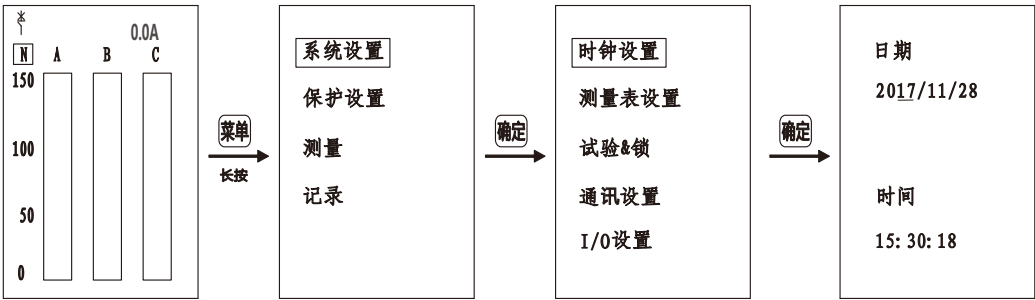 0.0A
N A B C
150
100
50
0
菜单
长按
系统设置
保护设置
测量
记录
确定
时钟设置
测量表设置
试验&锁
通讯设置
I/O设置
确定
日期
2017/11/28
时间
15:30:18